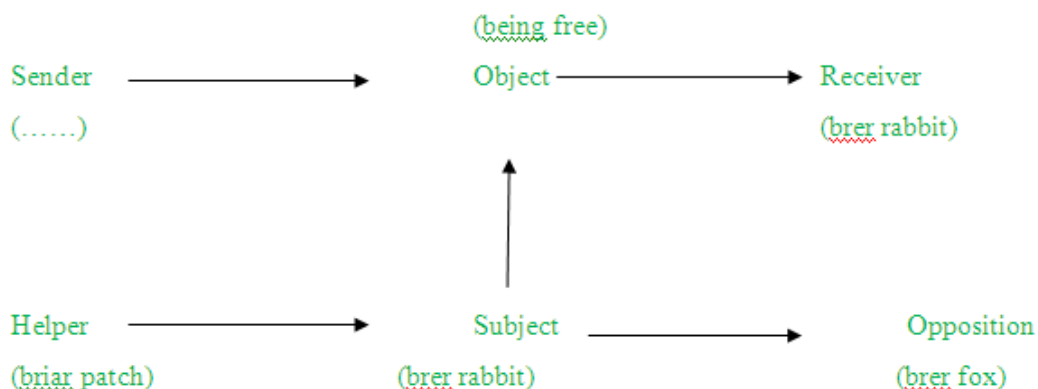 (being free)
Sender Object Receiver
(......) (brer rabbit)
Helper Subject Opposition
(briar patch) (brer rabbit) (brer fox)